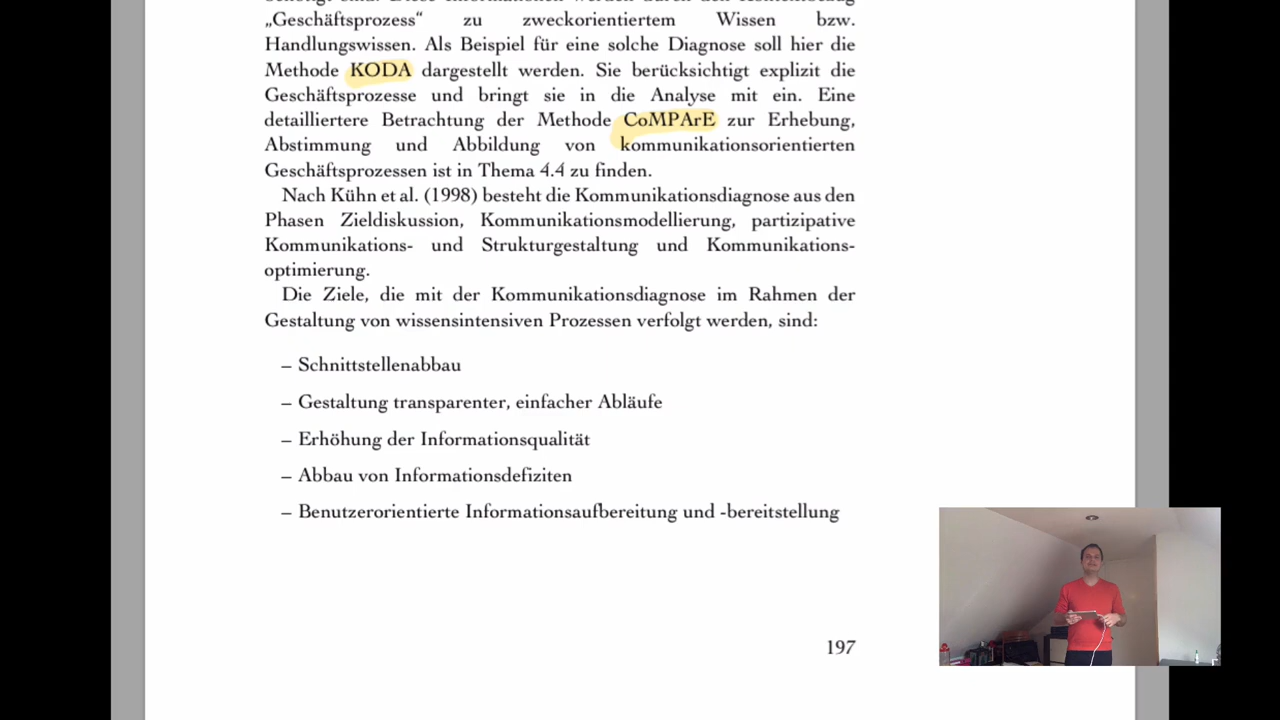 „Geschäftsprozess“ zu zweckorientiertem Wissen bzw.
Handlungswissen. Als Beispiel für eine solche Diagnose soll hier die
Methode KODA dargestellt werden. Sie berücksichtigt explizit die
Geschäftsprozesse und bringt sie in die Analyse mit ein. Eine
detailliertere Betrachtung der Methode CoMPArE zur Erhebung,
Abstimmung und Abbildung von kommunikationsorientierten
Geschäftsprozessen ist in Thema 4.4 zu finden.
Nach Kühn et al. (1998) besteht die Kommunikationsdiagnose aus den
Phasen Zieldiskussion, Kommunikationsmodellierung, partizipative
Kommunikations- und Strukturgestaltung und Kommunikations-
optimierung.
Die Ziele, die mit der Kommunikationsdiagnose im Rahmen der
Gestaltung von wissensintensiven Prozessen verfolgt werden, sind:
– Schnittstellenabbau
– Gestaltung transparenter, einfacher Abläufe
– Erhöhung der Informationsqualität
– Abbau von Informationsdefiziten
– Benutzerorientierte Informationsaufbereitung und -bereitstellung
197